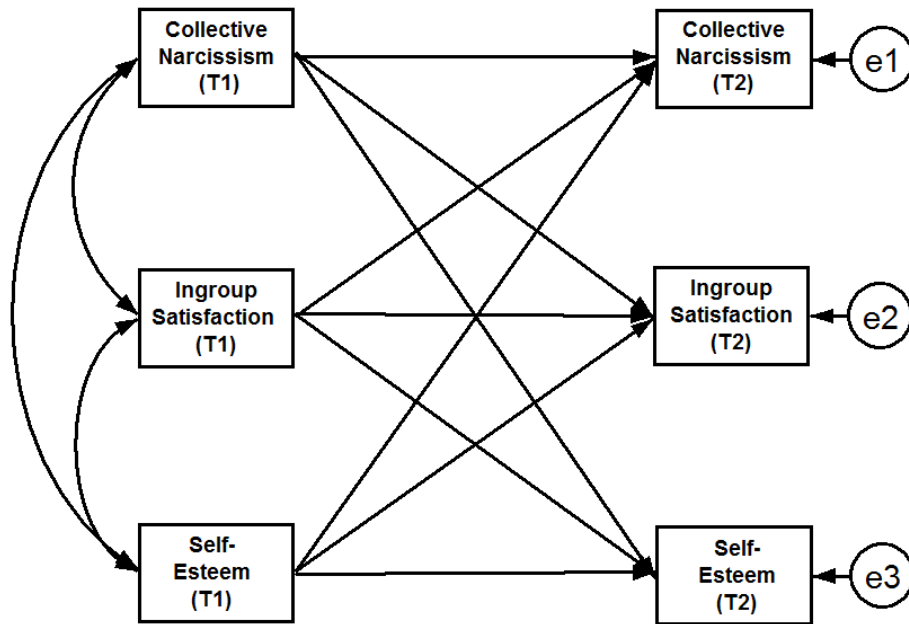 Collective
Narcissism
(T1)
Collective
Narcissism
(T2)
e1
Ingroup
Satisfaction
(T1)
Ingroup
Satisfaction
(T2)
e2
Self-
Esteem
(T1)
Self-
Esteem
(T2)
e3